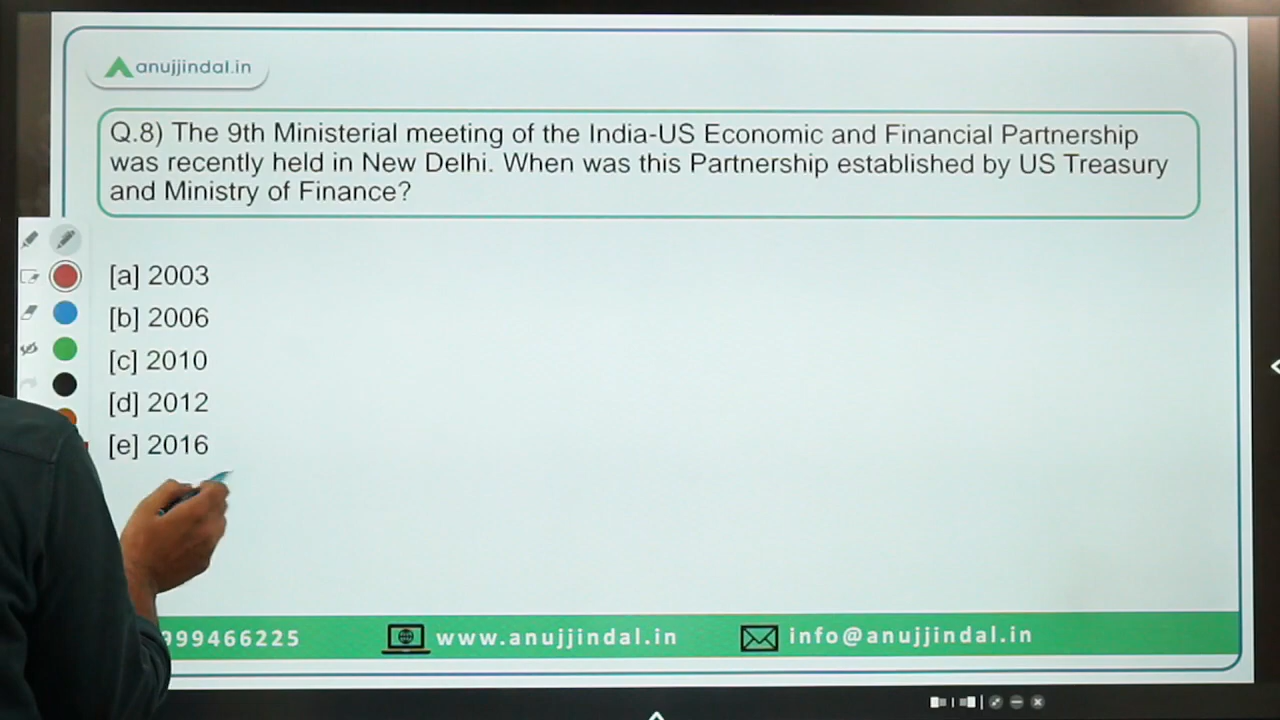 anujjindal.in
Q.8) The 9th Ministerial meeting of the India-US Economic and Financial Partnership
was recently held in New Delhi. When was this Partnership established by US Treasury
and Ministry of Finance?
[a] 2003
[b] 2006
[c] 2010
[d] 2012
[e] 2016
999466225
www.anujjindal.in
info@anujjindal.in